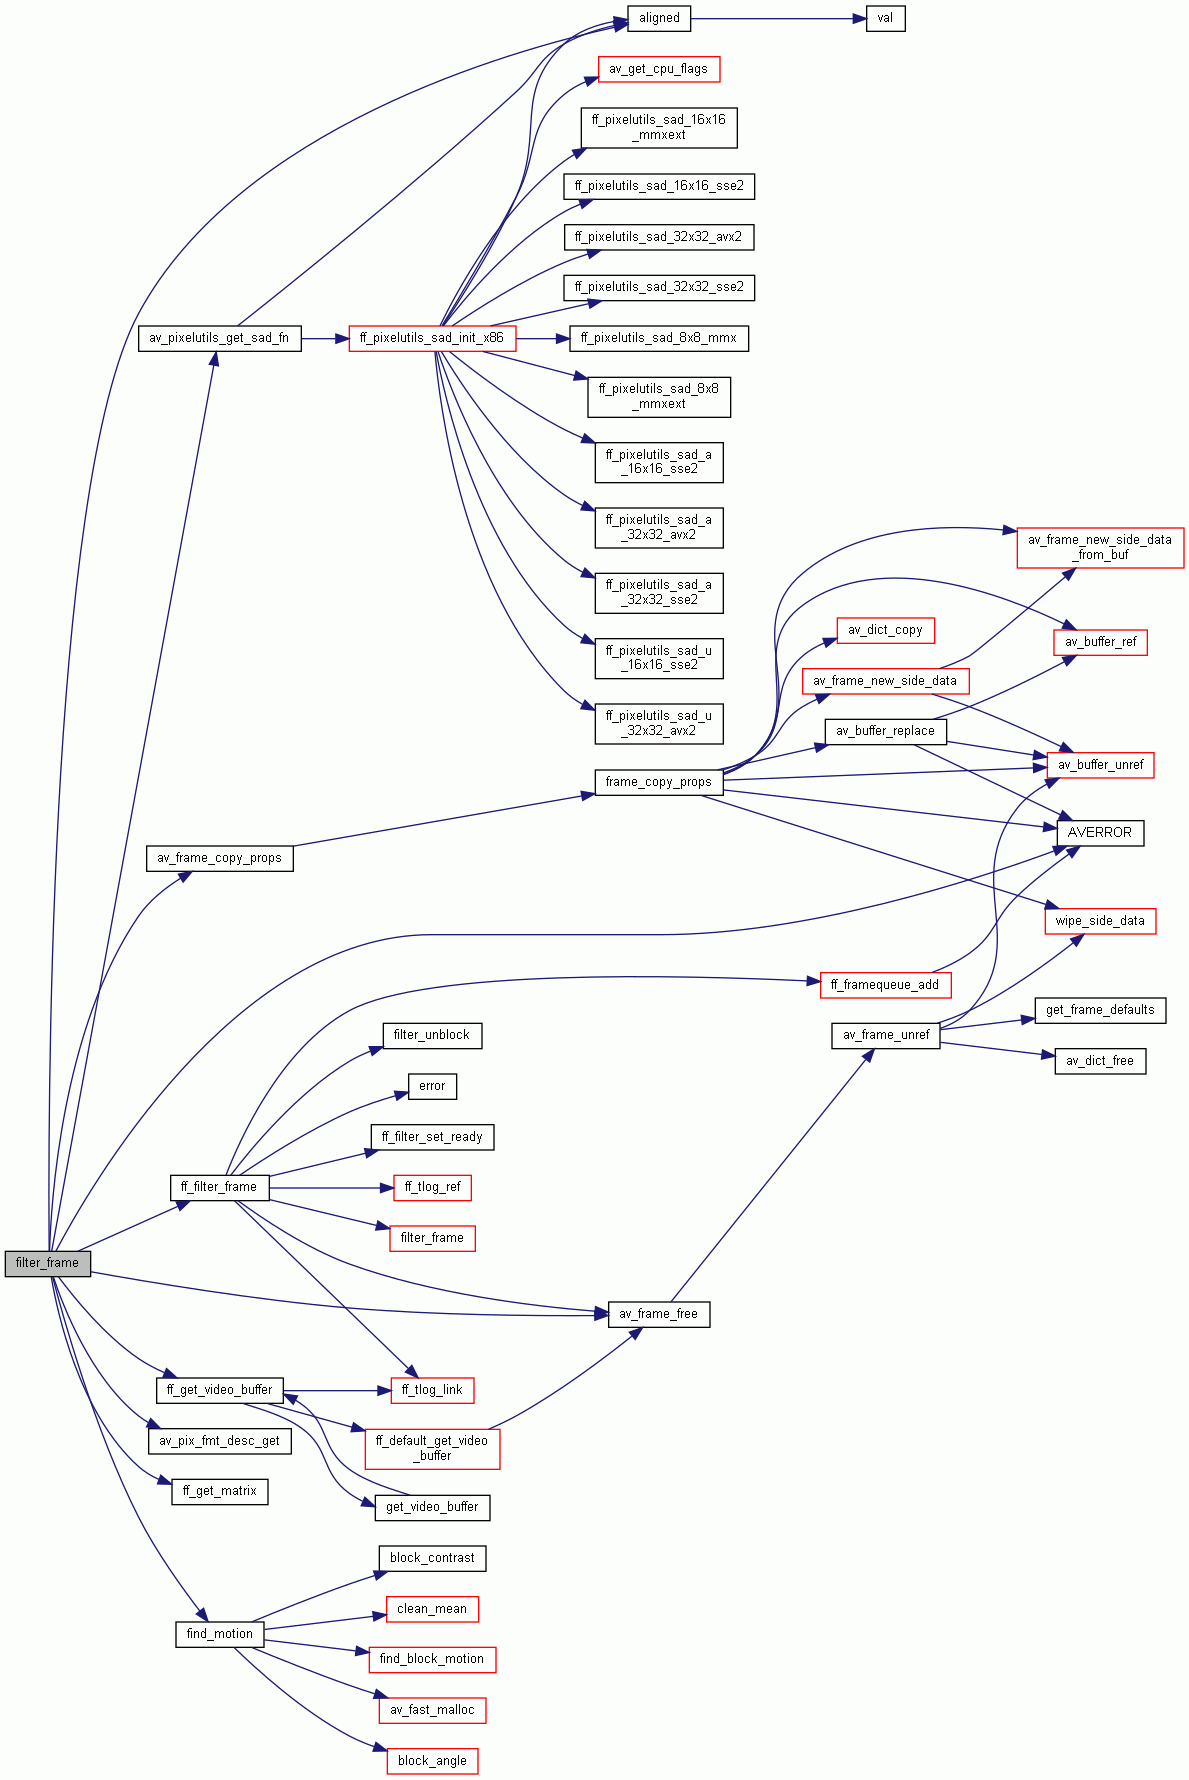 aligned
val
av_get_cpu_flags
ff_pixelutils_sad_16x16
_mmxext
ff_pixelutils_sad_16x16_sse2
ff_pixelutils_sad_32x32_avx2
ff_pixelutils_sad_32x32_sse2
av_pixelutils_get_sad_fn
ff_pixelutils_sad_init_x86
ff_pixelutils_sad_8x8_mmx
ff_pixelutils_sad_8x8
_mmxext
ff_pixelutils_sad_a
_16x16_sse2
ff_pixelutils_sad_a
_32x32_avx2
av_frame_new_side_data
_from_buf
ff_pixelutils_sad_a
_32x32_sse2
av_dict_copy
av_buffer_ref
ff_pixelutils_sad_u
_16x16_sse2
av_frame_new_side_data
ff_pixelutils_sad_u
_32x32_avx2
av_buffer_replace
av_buffer_unref
frame_copy_props
AVERROR
av_frame_copy_props
wipe_side_data
ff_framequeue_add
get_frame_defaults
filter_unblock
av_frame_unref
av_dict_free
error
ff_filter_set_ready
ff_filter_frame
ff_tlog_ref
filter_frame
filter_frame
av_frame_free
ff_get_video_buffer
ff_tlog_link
av_pix_fmt_desc_get
ff_default_get_video
_buffer
ff_get_matrix
get_video_buffer
block_contrast
clean_mean
find_motion
find_block_motion
av_fast_malloc
block_angle